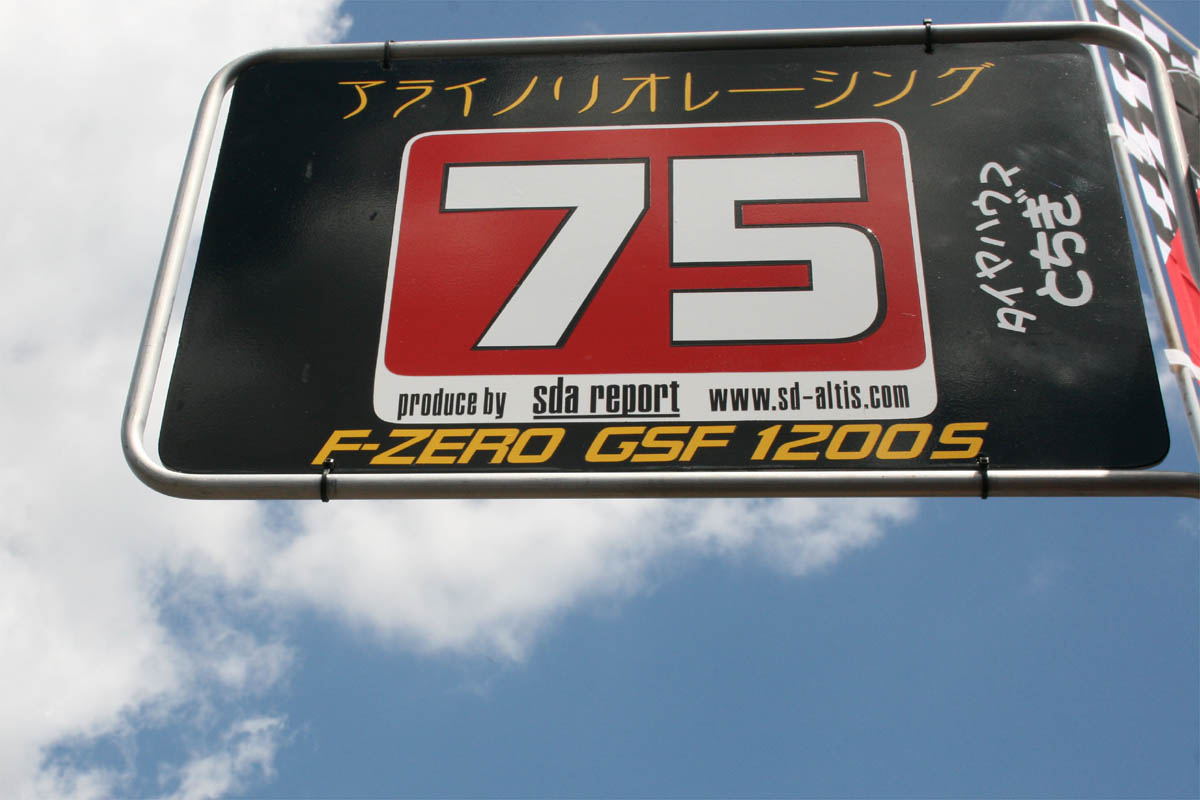 アライノリオレーシング
75
produce by sda report www.sd-altis.com
F-ZERO GSF 1200S
タイヤハウス
とちぎ